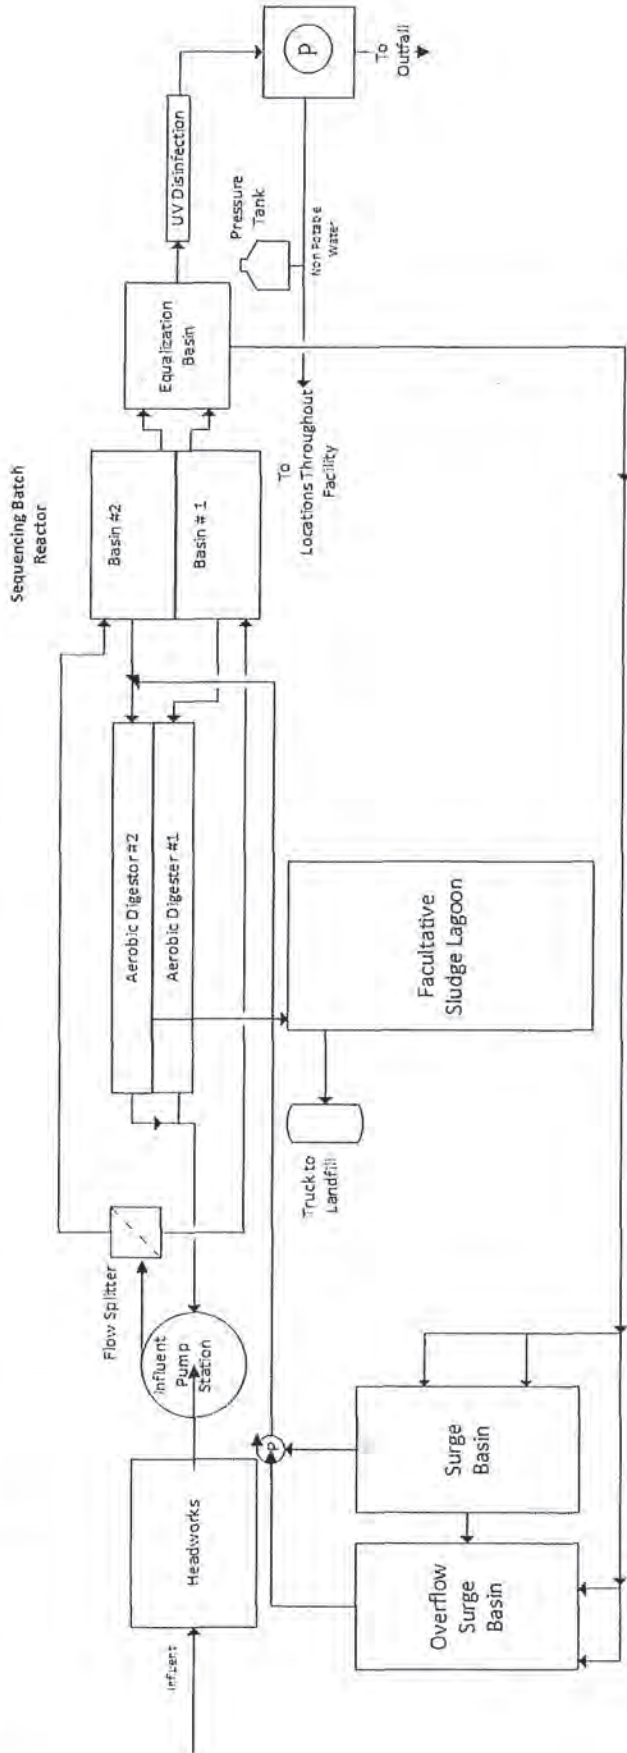 Influent
Headworks
Influent
Pump
Station
Flow Splitter
Aerobic Digestor #2
Aerobic Digester #1
Sequencing Batch
Reactor
Basin #2
Basin # 1
Equalization
Basin
UV Disinfection
P
To
Outfall
Pressure
Tank
Non Potable
Water
To
Locations Throughout
Facility
Facultative
Sludge Lagoon
Truck to
Landfill
P
Surge
Basin
Overflow
Surge
Basin